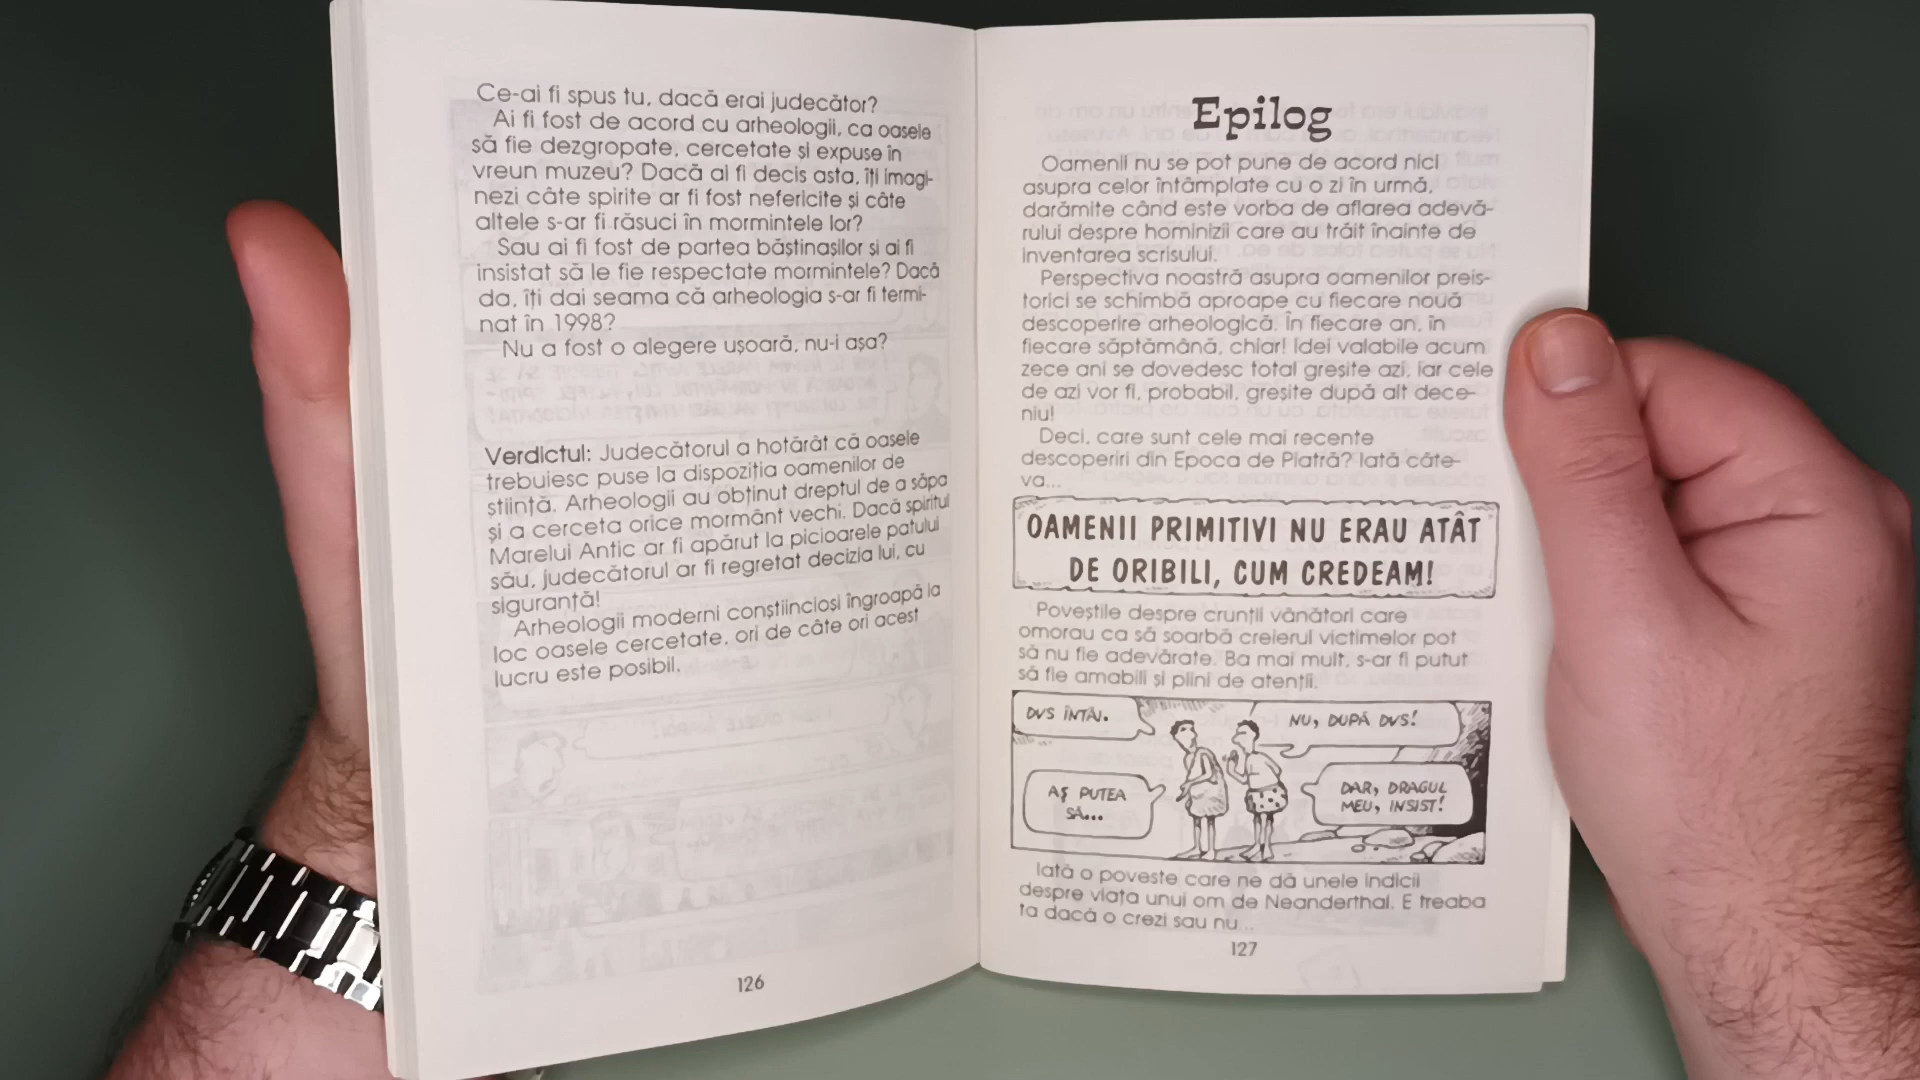 Ce-ai fi spus tu, dacă erai judecător?
Ai fi fost de acord cu arheologii, ca oasele
să fie dezgropate, cercetate și expuse în
vreun muzeu? Dacă ai fi decis asta, îți imagi-
nezi câte spirite ar fi fost nefericite și câte
altele s-ar fi răsuci în mormintele lor?
Sau ai fi fost de partea băștinașilor și ai fi
insistat să le fie respectate mormintele? Dacă
da, îți dai seama că arheologia s-ar fi termi-
nat în 1998?
Nu a fost o alegere ușoară, nu-i așa?
Verdictul: Judecătorul a hotărât că oasele
trebuiesc puse la dispoziția oamenilor de
știință. Arheologii au obținut dreptul de a săpa
și a cerceta orice mormânt vechi. Dacă spiritul
Marelui Antic ar fi apărut la picioarele patului
său, judecătorul ar fi regretat decizia lui, cu
siguranță!
Arheologii moderni conștiincioși îngroapă la
loc oasele cercetate, ori de câte ori acest
lucru este posibil.
126
Epilog
Oamenii nu se pot pune de acord nici
asupra celor întâmplate cu o zi în urmă,
darămite când este vorba de aflarea adevă-
rului despre hominizii care au trăit înainte de
inventarea scrisului.
Perspectiva noastră asupra oamenilor preis-
torici se schimbă aproape cu fiecare nouă
descoperire arheologică. În fiecare an, în
fiecare săptămână, chiar! Idei valabile acum
zece ani se dovedesc total greșite azi, iar cele
de azi vor fi, probabil, greșite după alt dece-
niu!
Deci, care sunt cele mai recente
descoperiri din Epoca de Piatră? Iată câte-
va...
OAMENII PRIMITIVI NU ERAU ATÂT
DE ORIBILI, CUM CREDEAM!
Poveștile despre crunții vânători care
omorau ca să soarbă creierul victimelor pot
să nu fie adevărate. Ba mai mult, s-ar fi putut
să fie amabili și plini de atenții.
DVS ÎNTÂI.
NU, DUPĂ DVS!
AȘ PUTEA
SĂ...
DAR, DRAGUL
MEU, INSIST!
Iată o poveste care ne dă unele indicii
despre viața unui om de Neanderthal. E treaba
ta dacă o crezi sau nu...
127